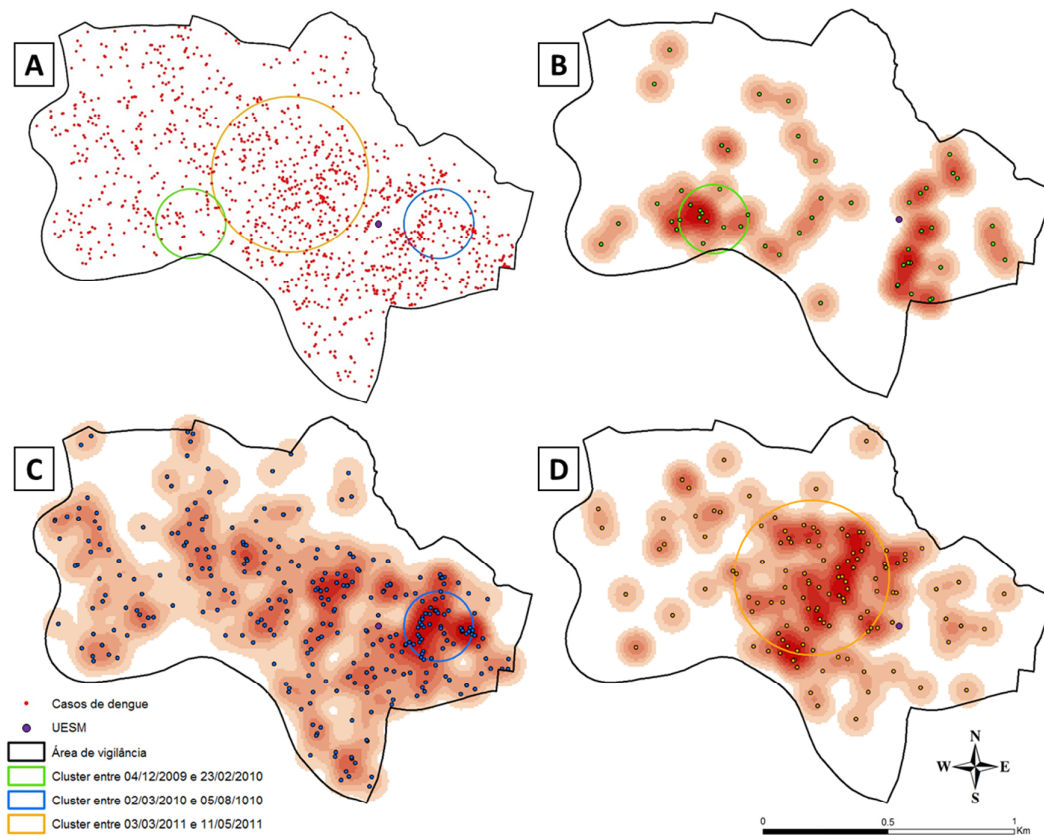 A
B
C
D
Casos de dengue
UESM
Área de vigilância
Cluster entre 04/12/2009 e 23/02/2010
Cluster entre 02/03/2010 e 05/08/1010
Cluster entre 03/03/2011 e 11/05/2011
N
W E
S
0 0.5 1
Km